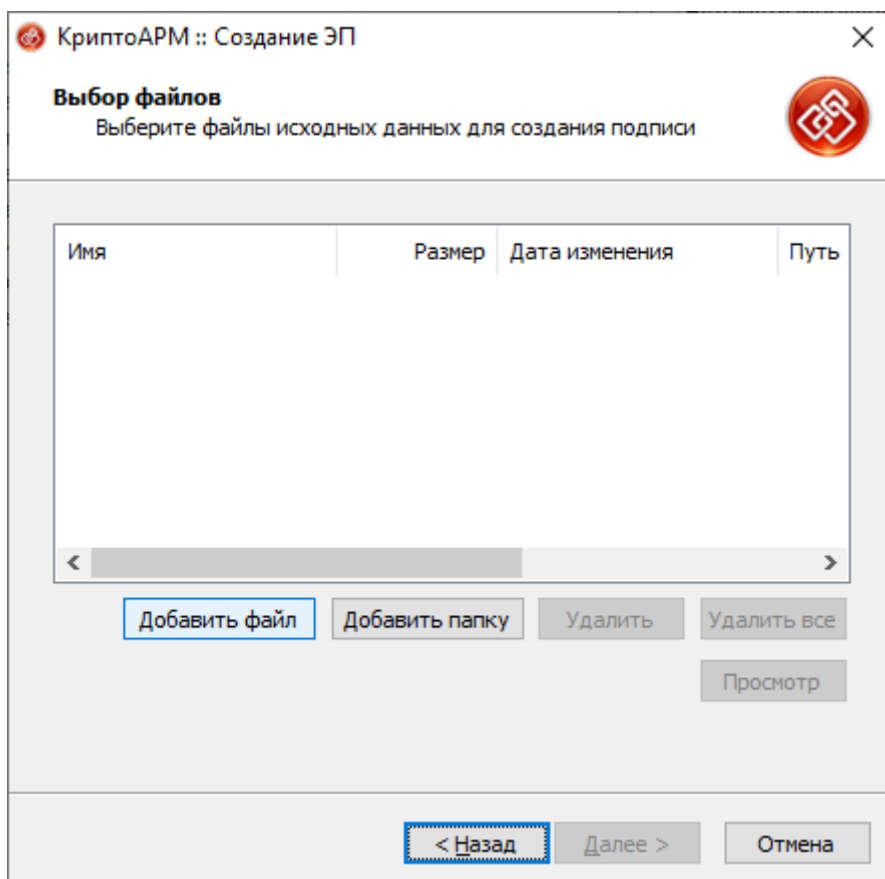 КриптоАРМ :: Создание ЭП
Выбор файлов
Выберите файлы исходных данных для создания подписи
Имя Размер Дата изменения Путь
Добавить файл Добавить папку Удалить Удалить все
Просмотр
< Назад Далее > Отмена